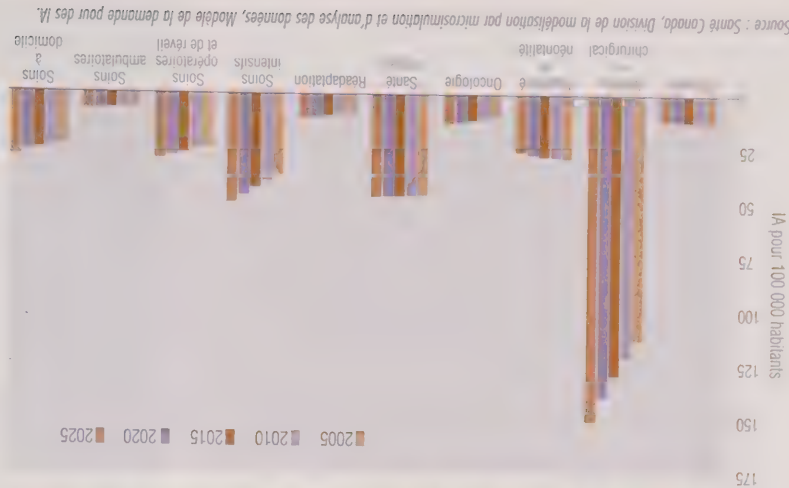 IA pour 100 000 habitants
175
150
125
100
75
50
25
2005 2010 2015 2020 2025
chirurgical
néonatalité
Oncologie
Santé
Réadaptation
Soins intensifs
Soins opératoires et de réveil
Soins ambulatoires
Soins à domicile
Source : Santé Canada, Division de la modélisation par microsimulation et d'analyse des données, Modèle de la demande pour des IA.